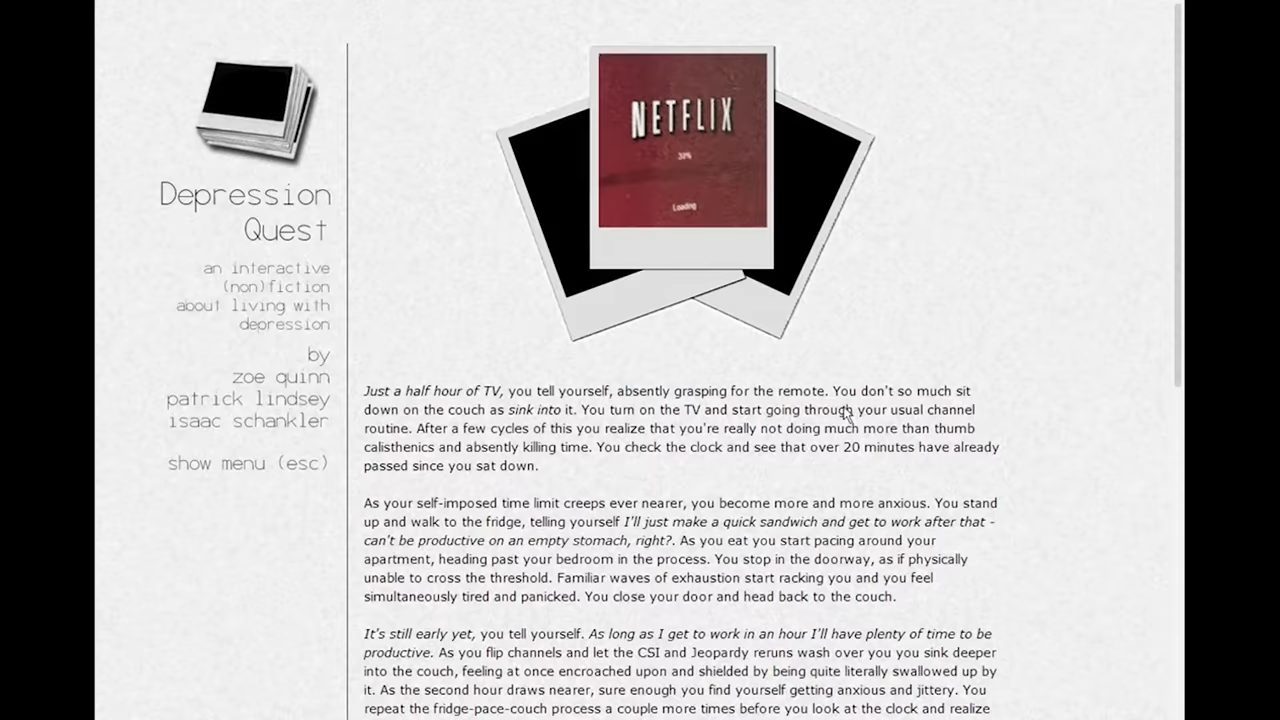 NETFLIX
30%
Loading
Depression
Quest
an interactive
(non)fiction
about living with
depression
by
zoe quinn
patrick lindsey
isaac schankler
show menu (esc)
Just a half hour of TV, you tell yourself, absently grasping for the remote. You don't so much sit
down on the couch as sink into it. You turn on the TV and start going through your usual channel
routine. After a few cycles of this you realize that you're really not doing much more than thumb
calisthenics and absently killing time. You check the clock and see that over 20 minutes have already
passed since you sat down.
As your self-imposed time limit creeps ever nearer, you become more and more anxious. You stand
up and walk to the fridge, telling yourself I'll just make a quick sandwich and get to work after that -
can't be productive on an empty stomach, right?. As you eat you start pacing around your
apartment, heading past your bedroom in the process. You stop in the doorway, as if physically
unable to cross the threshold. Familiar waves of exhaustion start racking you and you feel
simultaneously tired and panicked. You close your door and head back to the couch.
It's still early yet, you tell yourself. As long as I get to work in an hour I'll have plenty of time to be
productive. As you flip channels and let the CSI and Jeopardy reruns wash over you you sink deeper
into the couch, feeling at once encroached upon and shielded by being quite literally swallowed up by
it. As the second hour draws nearer, sure enough you find yourself getting anxious and jittery. You
repeat the fridge-pace-couch process a couple more times before you look at the clock and realize